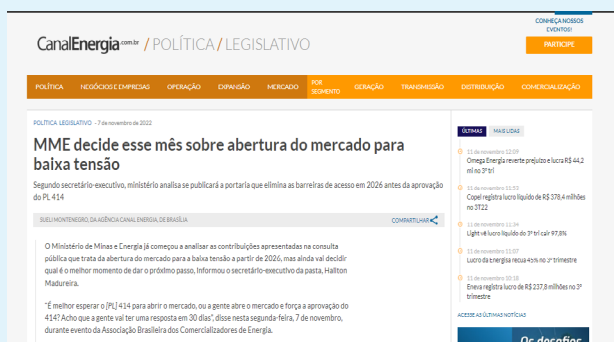 CONHEÇA NOSSOS
EVENTOS!
PARTICIPE
CanalEnergia.com.br / POLÍTICA / LEGISLATIVO
POLÍTICA NEGÓCIOS E EMPRESAS OPERAÇÃO EXPANSÃO MERCADO POR SEGMENTO GERAÇÃO TRANSMISSÃO DISTRIBUIÇÃO COMERCIALIZAÇÃO
POLÍTICA LEGISLATIVO - 7 de novembro de 2022
MME decide esse mês sobre abertura do mercado para
baixa tensão
Segundo secretário-executivo, ministério analisa se publicará a portaria que elimina as barreiras de acesso em 2026 antes da aprovação
do PL 414
SUELI MONTENEGRO, DA AGÊNCIA CANAL ENERGIA, DE BRASÍLIA
COMPARTILHAR
O Ministério de Minas e Energia já começou a analisar as contribuições apresentadas na consulta
pública que trata da abertura do mercado para a baixa tensão a partir de 2026, mas ainda vai decidir
qual é o melhor momento de dar o próximo passo, informou o secretário-executivo da pasta, Hailton
Madureira.
“É melhor esperar o [PL] 414 para abrir o mercado, ou a gente abre o mercado e força a aprovação do
414? Acho que a gente vai ter uma resposta em 30 dias”, disse nesta segunda-feira, 7 de novembro,
durante evento da Associação Brasileira dos Comercializadores de Energia.
ÚLTIMAS MAIS LIDAS
11 de novembro 12:09
Omega Energia reverte prejuízo e lucra R$ 44,2
mi no 3º tri
11 de novembro 11:53
Copel registra lucro líquido de R$ 378,4 milhões
no 3T22
11 de novembro 11:34
Light vê lucro líquido do 3º tri cair 97,8%
11 de novembro 11:07
Lucro da Energisa recua 45% no 3º trimestre
11 de novembro 10:18
Eneva registra lucro de R$ 237,8 milhões no 3º
trimestre
ACESSE AS ÚLTIMAS NOTÍCIAS
Os desafios